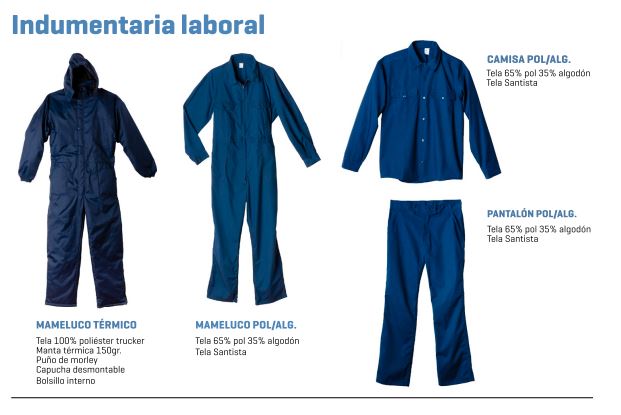 Indumentaria laboral
CAMISA POL/ALG.
Tela 65% pol 35% algodón
Tela Santista
PANTALÓN POL/ALG.
Tela 65% pol 35% algodón
Tela Santista
MAMELUCO TÉRMICO
Tela 100% poliéster trucker
Manta térmica 150gr.
Puño de morley
Capucha desmontable
Bolsillo interno
MAMELUCO POL/ALG.
Tela 65% pol 35% algodón
Tela Santista